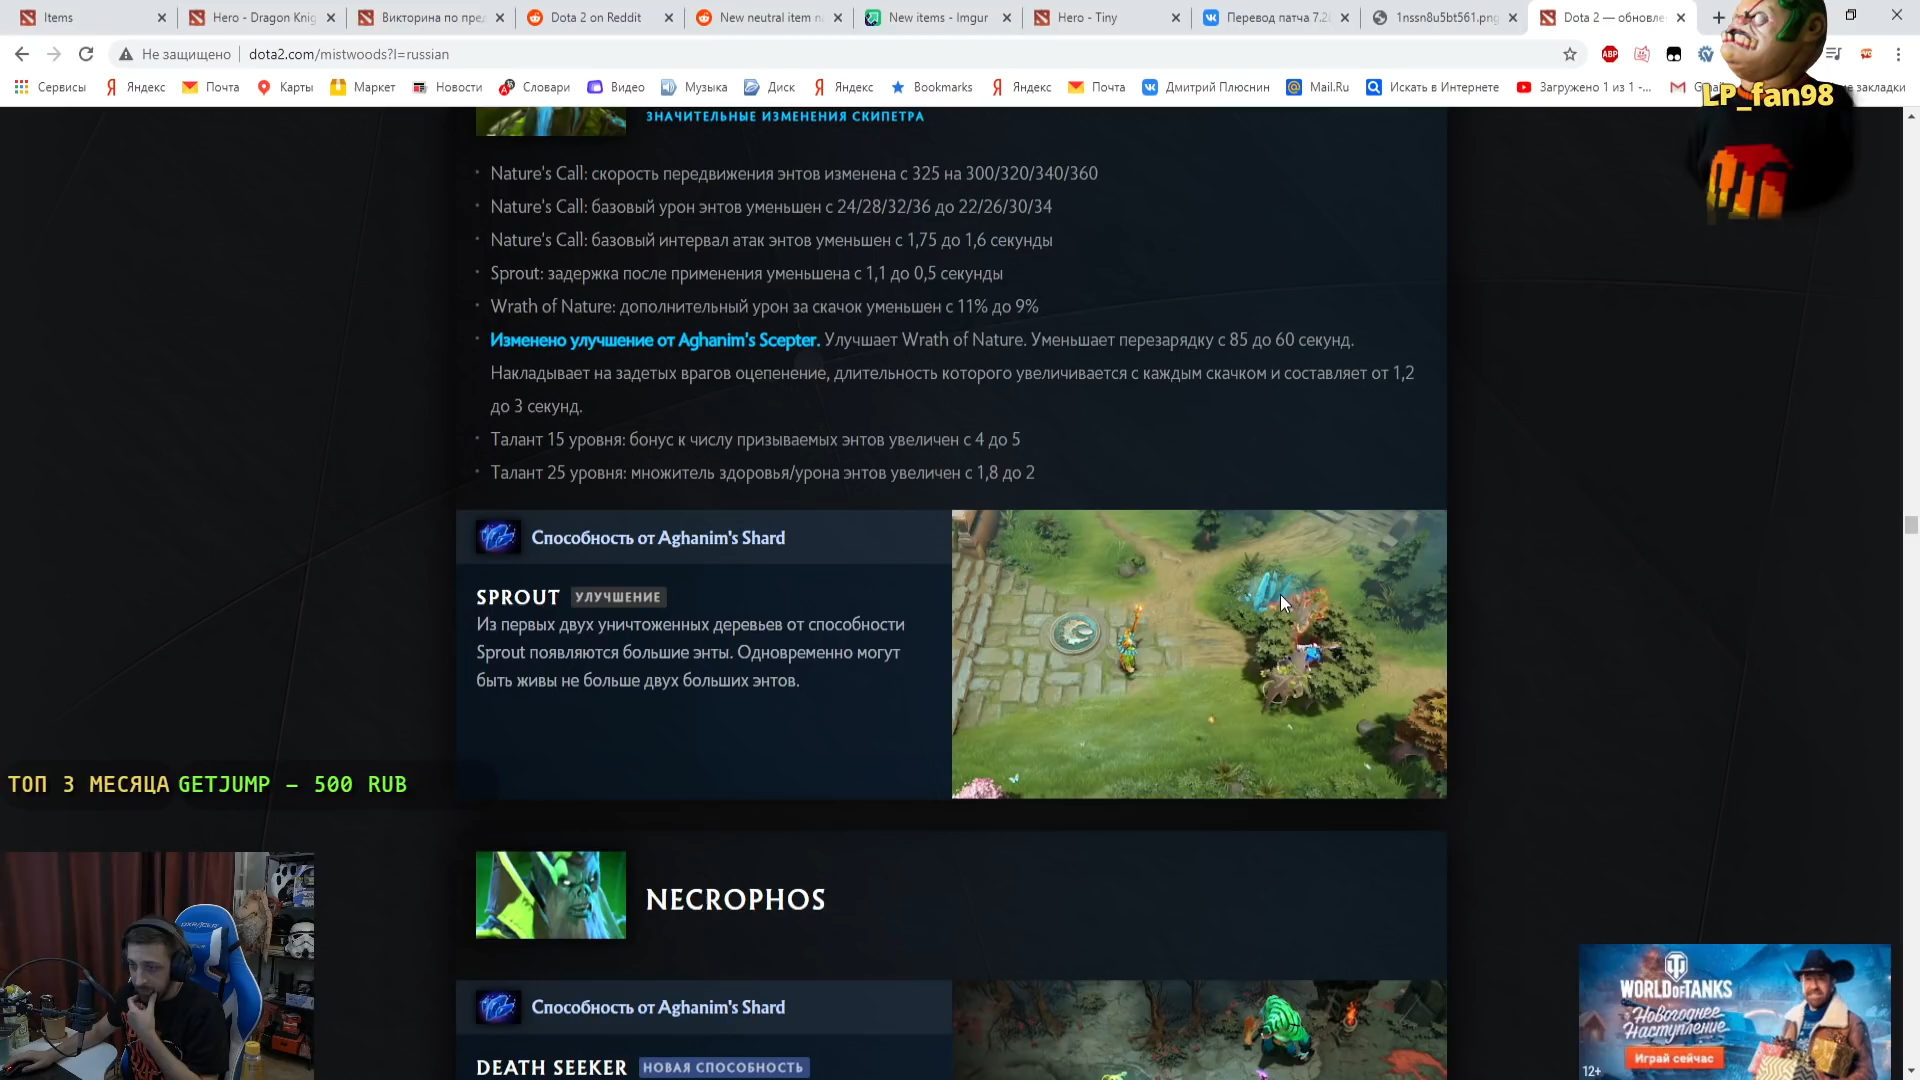 Items
Hero - Dragon Knig
Викторина по пред
Dota 2 on Reddit
New neutral item n
New items - Imgur
Hero - Tiny
Перевод патча 7.28
1nssn8u5bt561.png
Dota 2 — обновле
Не защищено
dota2.com/mistwoods?l=russian
ABP
Сервисы
Яндекс
Почта
Карты
Маркет
Новости
Словари
Видео
Музыка
Диск
Яндекс
Bookmarks
Яндекс
Почта
Дмитрий Плюснин
Mail.Ru
Искать в Интернете
Загружено 1 из 1 -...
закладки
LP_fan98
ЗНАЧИТЕЛЬНЫЕ ИЗМЕНЕНИЯ СКИПЕТРА
Nature's Call: скорость передвижения энтов изменена с 325 на 300/320/340/360
Nature's Call: базовый урон энтов уменьшен с 24/28/32/36 до 22/26/30/34
Nature's Call: базовый интервал атак энтов уменьшен с 1,75 до 1,6 секунды
Sprout: задержка после применения уменьшена с 1,1 до 0,5 секунды
Wrath of Nature: дополнительный урон за скачок уменьшен с 11% до 9%
Изменено улучшение от Aghanim's Scepter. Улучшает Wrath of Nature. Уменьшает перезарядку с 85 до 60 секунд.
Накладывает на задетых врагов оцепенение, длительность которого увеличивается с каждым скачком и составляет от 1,2
до 3 секунд.
Талант 15 уровня: бонус к числу призываемых энтов увеличен с 4 до 5
Талант 25 уровня: множитель здоровья/урона энтов увеличен с 1,8 до 2
Способность от Aghanim's Shard
SPROUT УЛУЧШЕНИЕ
Из первых двух уничтоженных деревьев от способности
Sprout появляются большие энты. Одновременно могут
быть живы не больше двух больших энтов.
ТОП 3 МЕСЯЦА GETJUMP – 500 RUB
NECROPHOS
Способность от Aghanim's Shard
DEATH SEEKER НОВАЯ СПОСОБНОСТЬ
WORLD OF TANKS
Новогоднее
Наступление
Играй сейчас
12+